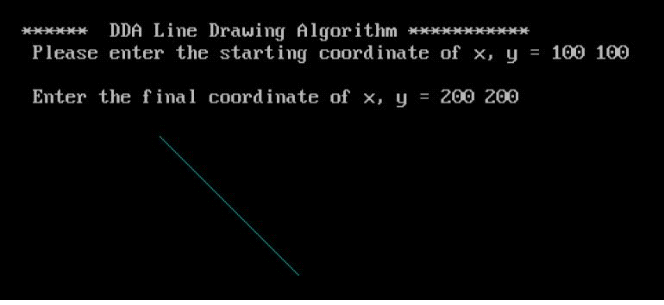 ****** DDA Line Drawing Algorithm ***********
Please enter the starting coordinate of x, y = 100 100
Enter the final coordinate of x, y = 200 200